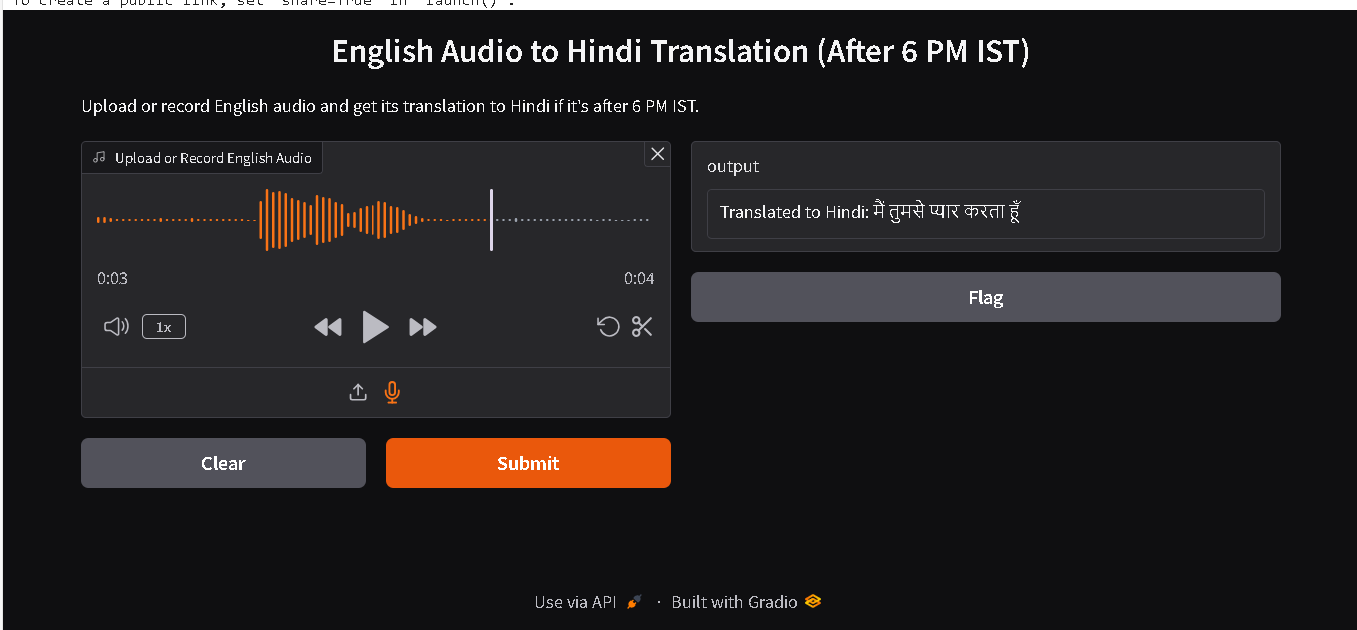 To create a public link, set `share=True` in `launch()`.
English Audio to Hindi Translation (After 6 PM IST)
Upload or record English audio and get its translation to Hindi if it's after 6 PM IST.
Upload or Record English Audio
0:03
0:04
1x
Clear
Submit
output
Translated to Hindi: मैं तुमसे प्यार करता हूँ
Flag
Use via API · Built with Gradio